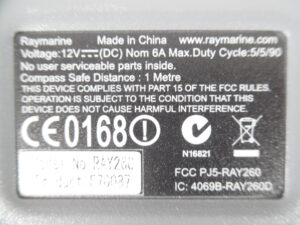 Raymarine Made in China www.raymarine.com
Voltage:12V⎓(DC) Nom 6A Max.Duty Cycle:5/5/90
No user serviceable parts inside.
Compass Safe Distance : 1 Metre
THIS DEVICE COMPLIES WITH PART 15 OF THE FCC RULES.
OPERATION IS SUBJECT TO THE CONDITION THAT THIS
DEVICE DOES NOT CAUSE HARMFUL INTERFERENCE.
CE0168
N16821
No RAY260
E70087
FCC PJ5-RAY260
IC: 4069B-RAY260D